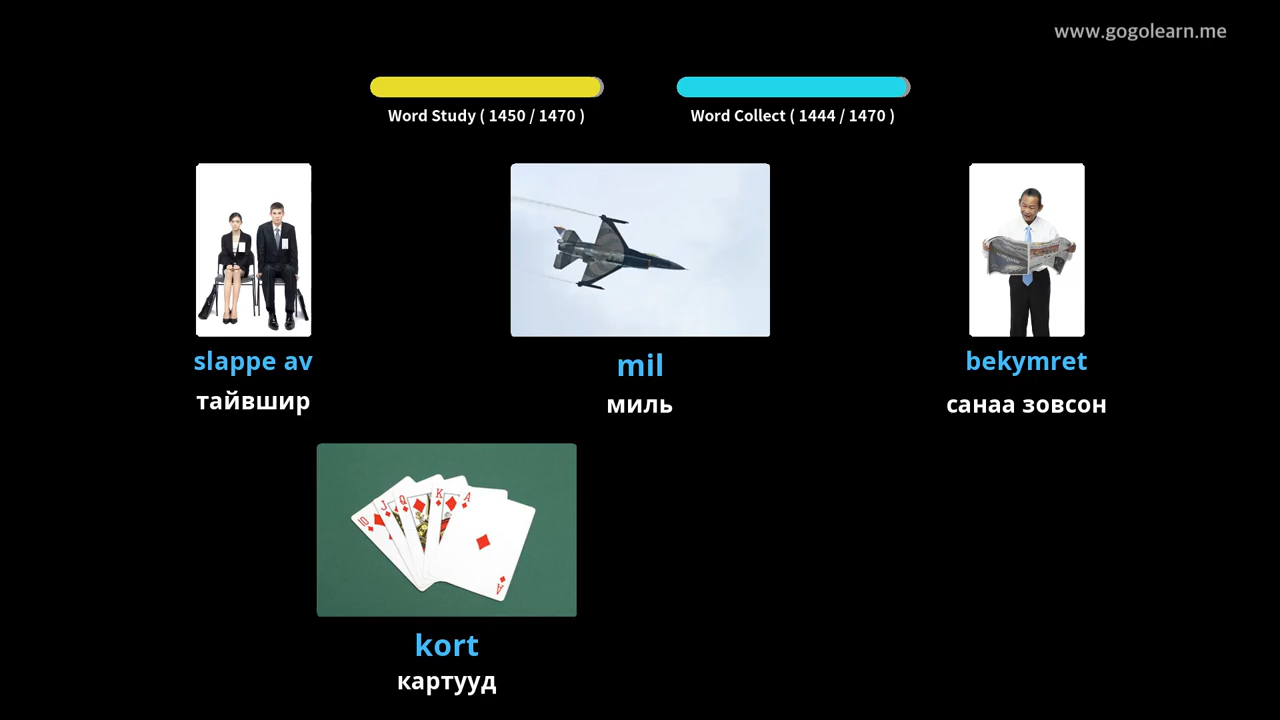 www.gogolearn.me
Word Study ( 1450 / 1470 )
Word Collect ( 1444 / 1470 )
slappe av
mil
bekymret
тайвшир
миль
санаа зовсон
10 J Q K A
A
kort
картууд